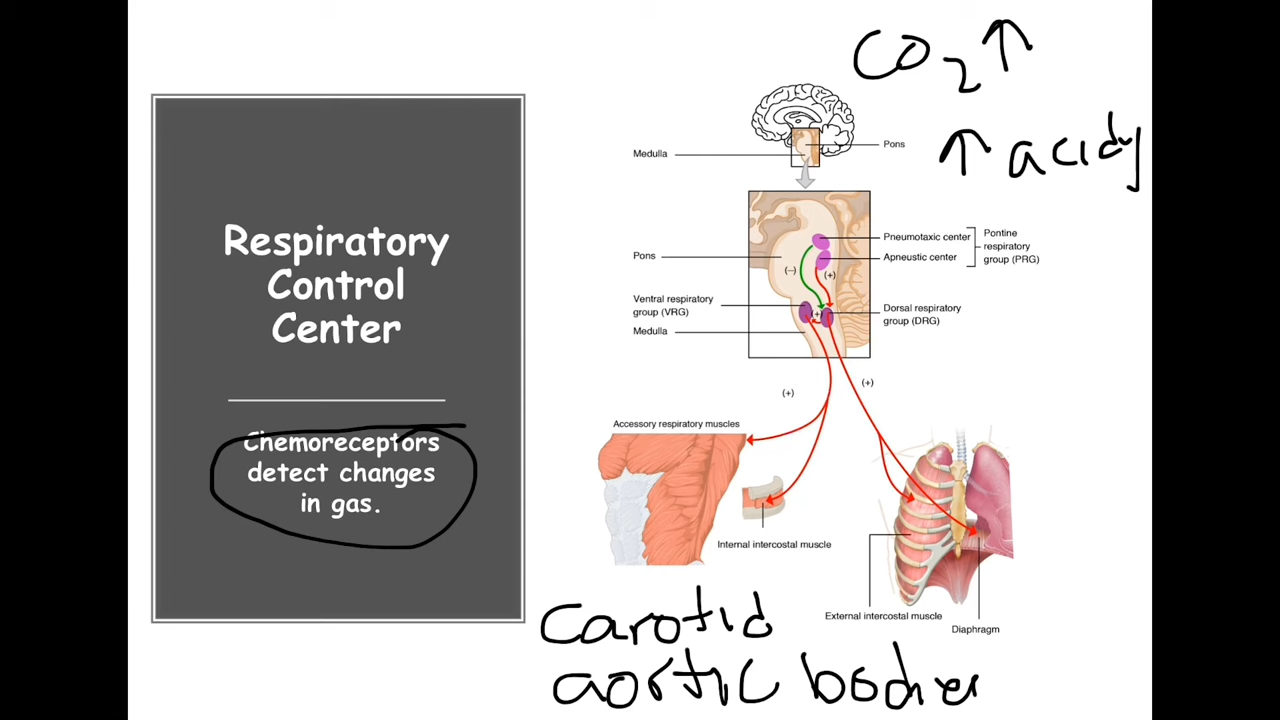 Respiratory
Control
Center
Chemoreceptors
detect changes
in gas.
CO₂ ↑
↑ acidy
Medulla
Pons
Pneumotaxic center
Apneustic center
Pontine
respiratory
group (PRG)
Pons
(–)
(+)
Ventral respiratory
group (VRG)
(+)
Dorsal respiratory
group (DRG)
Medulla
(+)
(+)
Accessory respiratory muscles
Internal intercostal muscle
External intercostal muscle
Diaphragm
carotid
aortic bodies